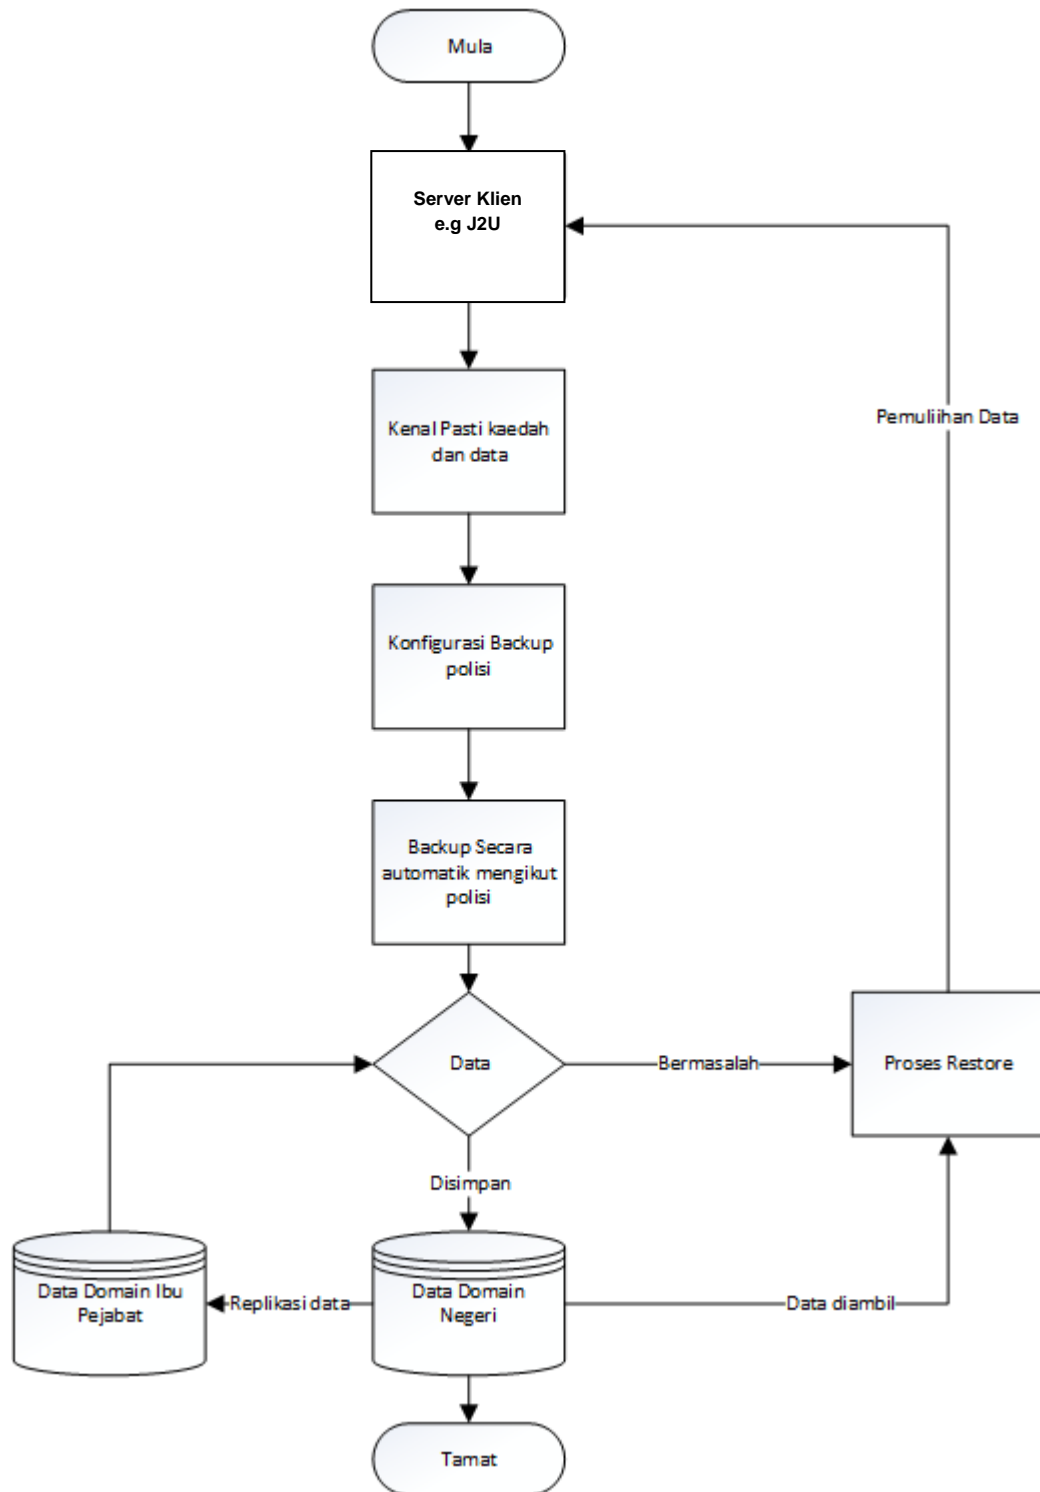 Mula
Server Klien
e.g J2U
Kenal Pasti kaedah
dan data
Pemuliihan Data
Konfigurasi Backup
polisi
Backup Secara
automatik mengikut
polisi
Data
Bermasalah
Proses Restore
Disimpan
Data Domain Ibu
Pejabat
Replikasi data
Data Domain
Negeri
Data diambil
Tamat